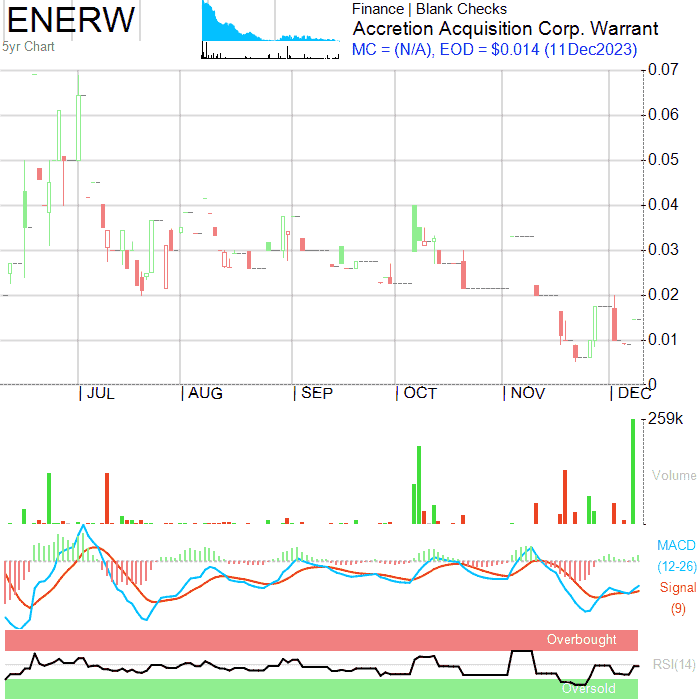 ENERW
5yr Chart
Finance | Blank Checks
Accretion Acquisition Corp. Warrant
MC = (N/A), EOD = $0.014 (11Dec2023)
0.07
0.06
0.05
0.04
0.03
0.02
0.01
0
| JUL | AUG | SEP | OCT | NOV | DEC
259k
Volume
MACD
(12-26)
Signal
(9)
Overbought
RSI(14)
Oversold